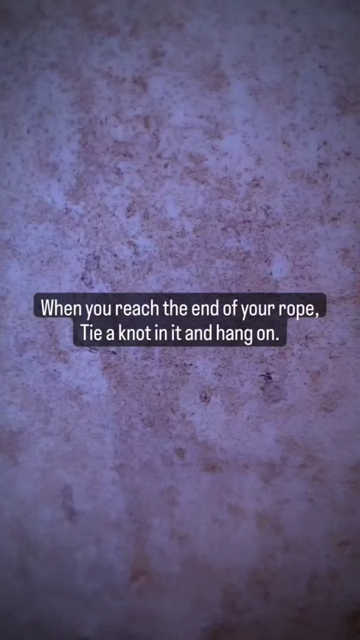 When you reach the end of your rope,
Tie a knot in it and hang on.